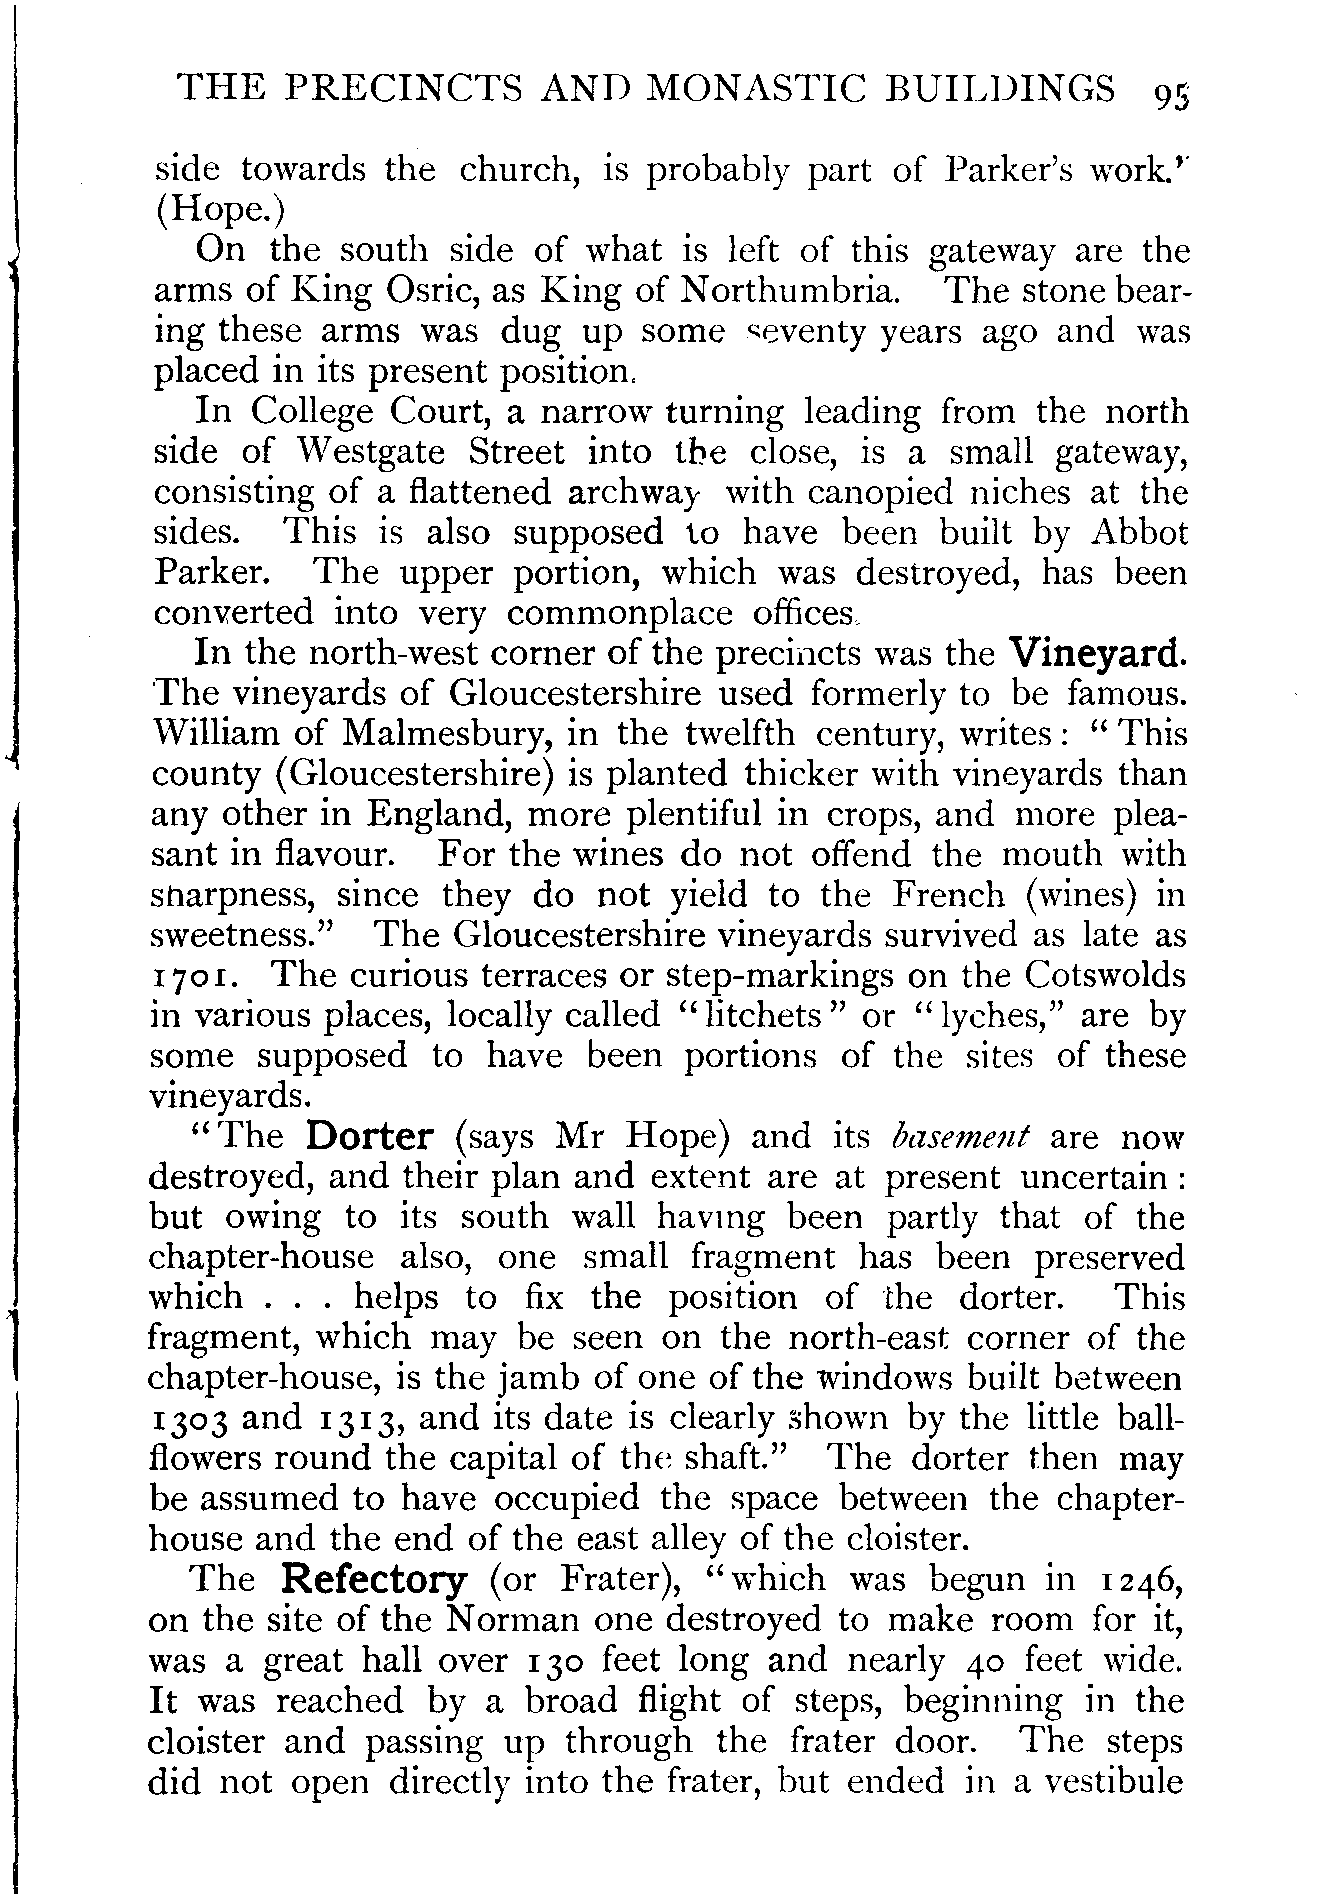 THE PRECINCTS AND MONASTIC BUILDINGS 95
side towards the church, is probably part of Parker's work."
(Hope.)
On the south side of what is left of this gateway are the
arms of King Osric, as King of Northumbria. The stone bear-
ing these arms was dug up some seventy years ago and was
placed in its present position.
In College Court, a narrow turning leading from the north
side of Westgate Street into the close, is a small gateway,
consisting of a flattened archway with canopied niches at the
sides. This is also supposed to have been built by Abbot
Parker. The upper portion, which was destroyed, has been
converted into very commonplace offices.
In the north-west corner of the precincts was the Vineyard.
The vineyards of Gloucestershire used formerly to be famous.
William of Malmesbury, in the twelfth century, writes: "This
county (Gloucestershire) is planted thicker with vineyards than
any other in England, more plentiful in crops, and more plea-
sant in flavour. For the wines do not offend the mouth with
sharpness, since they do not yield to the French (wines) in
sweetness." The Gloucestershire vineyards survived as late as
1701. The curious terraces or step-markings on the Cotswolds
in various places, locally called "litchets" or "lyches," are by
some supposed to have been portions of the sites of these
vineyards.
"The Dorter (says Mr Hope) and its basement are now
destroyed, and their plan and extent are at present uncertain:
but owing to its south wall having been partly that of the
chapter-house also, one small fragment has been preserved
which . . . helps to fix the position of the dorter. This
fragment, which may be seen on the north-east corner of the
chapter-house, is the jamb of one of the windows built between
1303 and 1313, and its date is clearly shown by the little ball-
flowers round the capital of the shaft." The dorter then may
be assumed to have occupied the space between the chapter-
house and the end of the east alley of the cloister.
The Refectory (or Frater), "which was begun in 1246,
on the site of the Norman one destroyed to make room for it,
was a great hall over 130 feet long and nearly 40 feet wide.
It was reached by a broad flight of steps, beginning in the
cloister and passing up through the frater door. The steps
did not open directly into the frater, but ended in a vestibule